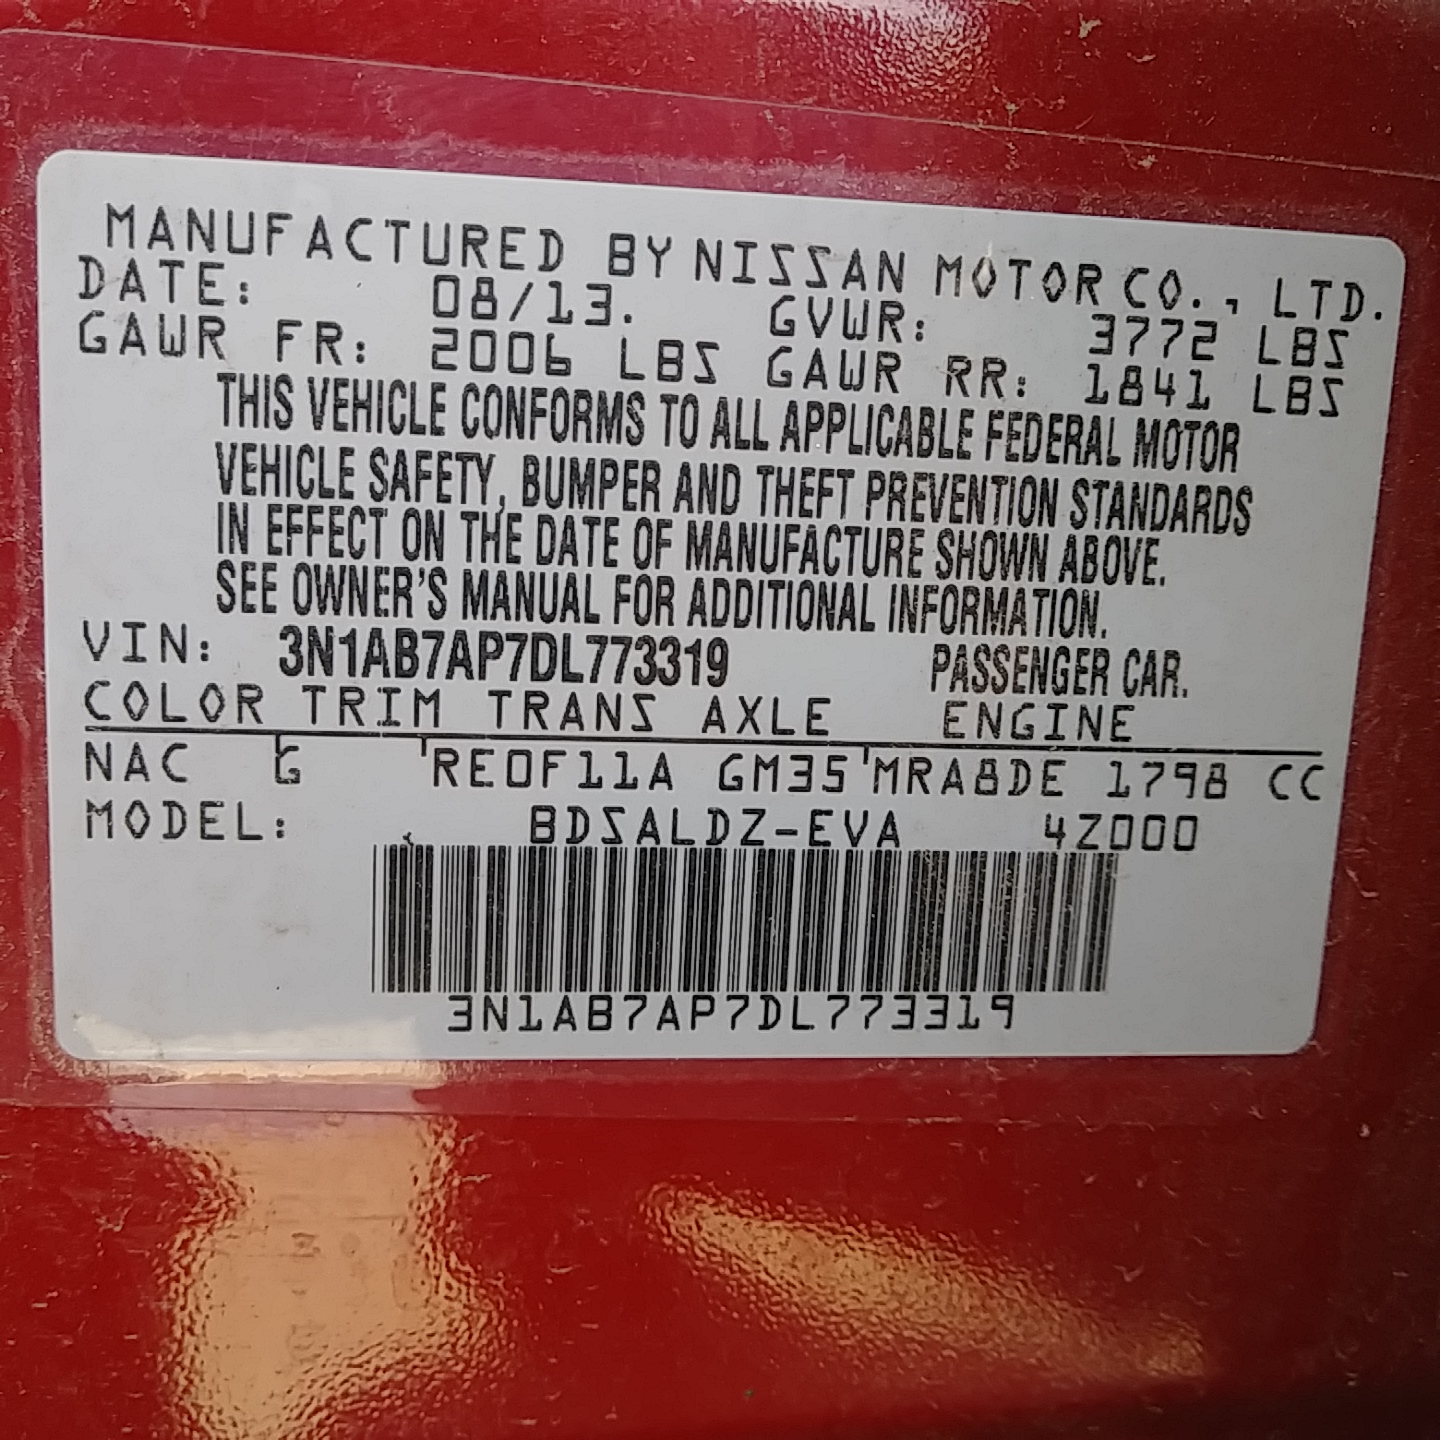 MANUFACTURED BY NISSAN MOTOR CO., LTD.
DATE: 08/13. GVWR: 3772 LBS
GAWR FR: 2006 LBS GAWR RR: 1841 LBS
THIS VEHICLE CONFORMS TO ALL APPLICABLE FEDERAL MOTOR
VEHICLE SAFETY, BUMPER AND THEFT PREVENTION STANDARDS
IN EFFECT ON THE DATE OF MANUFACTURE SHOWN ABOVE.
SEE OWNER'S MANUAL FOR ADDITIONAL INFORMATION.
VIN: 3N1AB7AP7DL773319 PASSENGER CAR.
COLOR TRIM TRANS AXLE ENGINE
NAC G RE0F11A GM35 MRA8DE 1798 CC
MODEL: BDSALDZ-EVA 4Z000
3N1AB7AP7DL773319